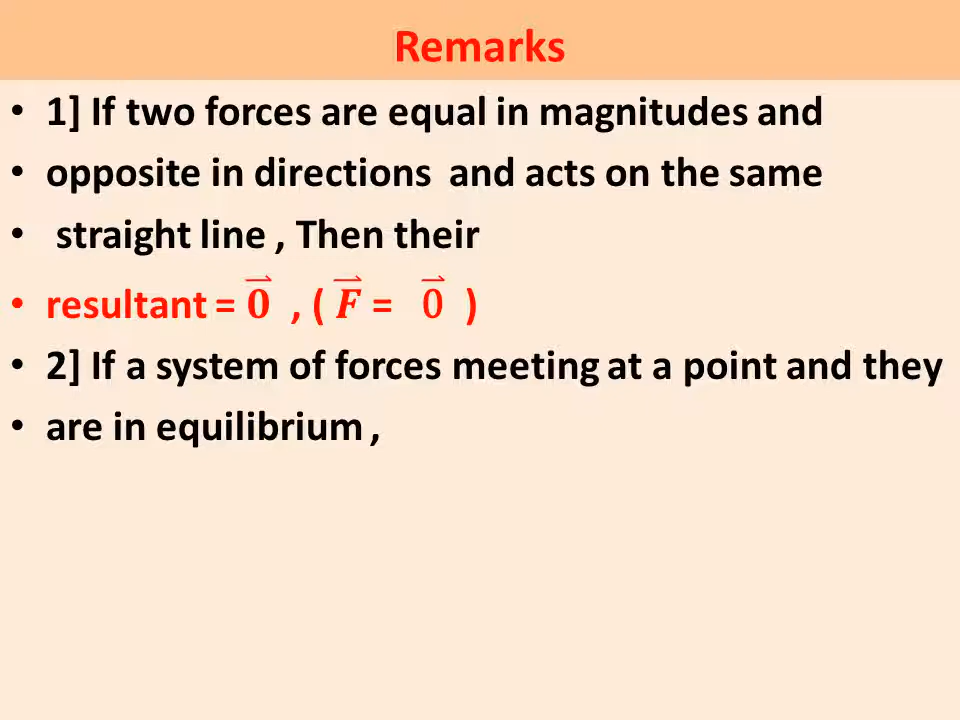 Remarks
• 1] If two forces are equal in magnitudes and
• opposite in directions and acts on the same
• straight line , Then their
• resultant = 0⃗ , ( F⃗ = 0⃗ )
• 2] If a system of forces meeting at a point and they
• are in equilibrium ,